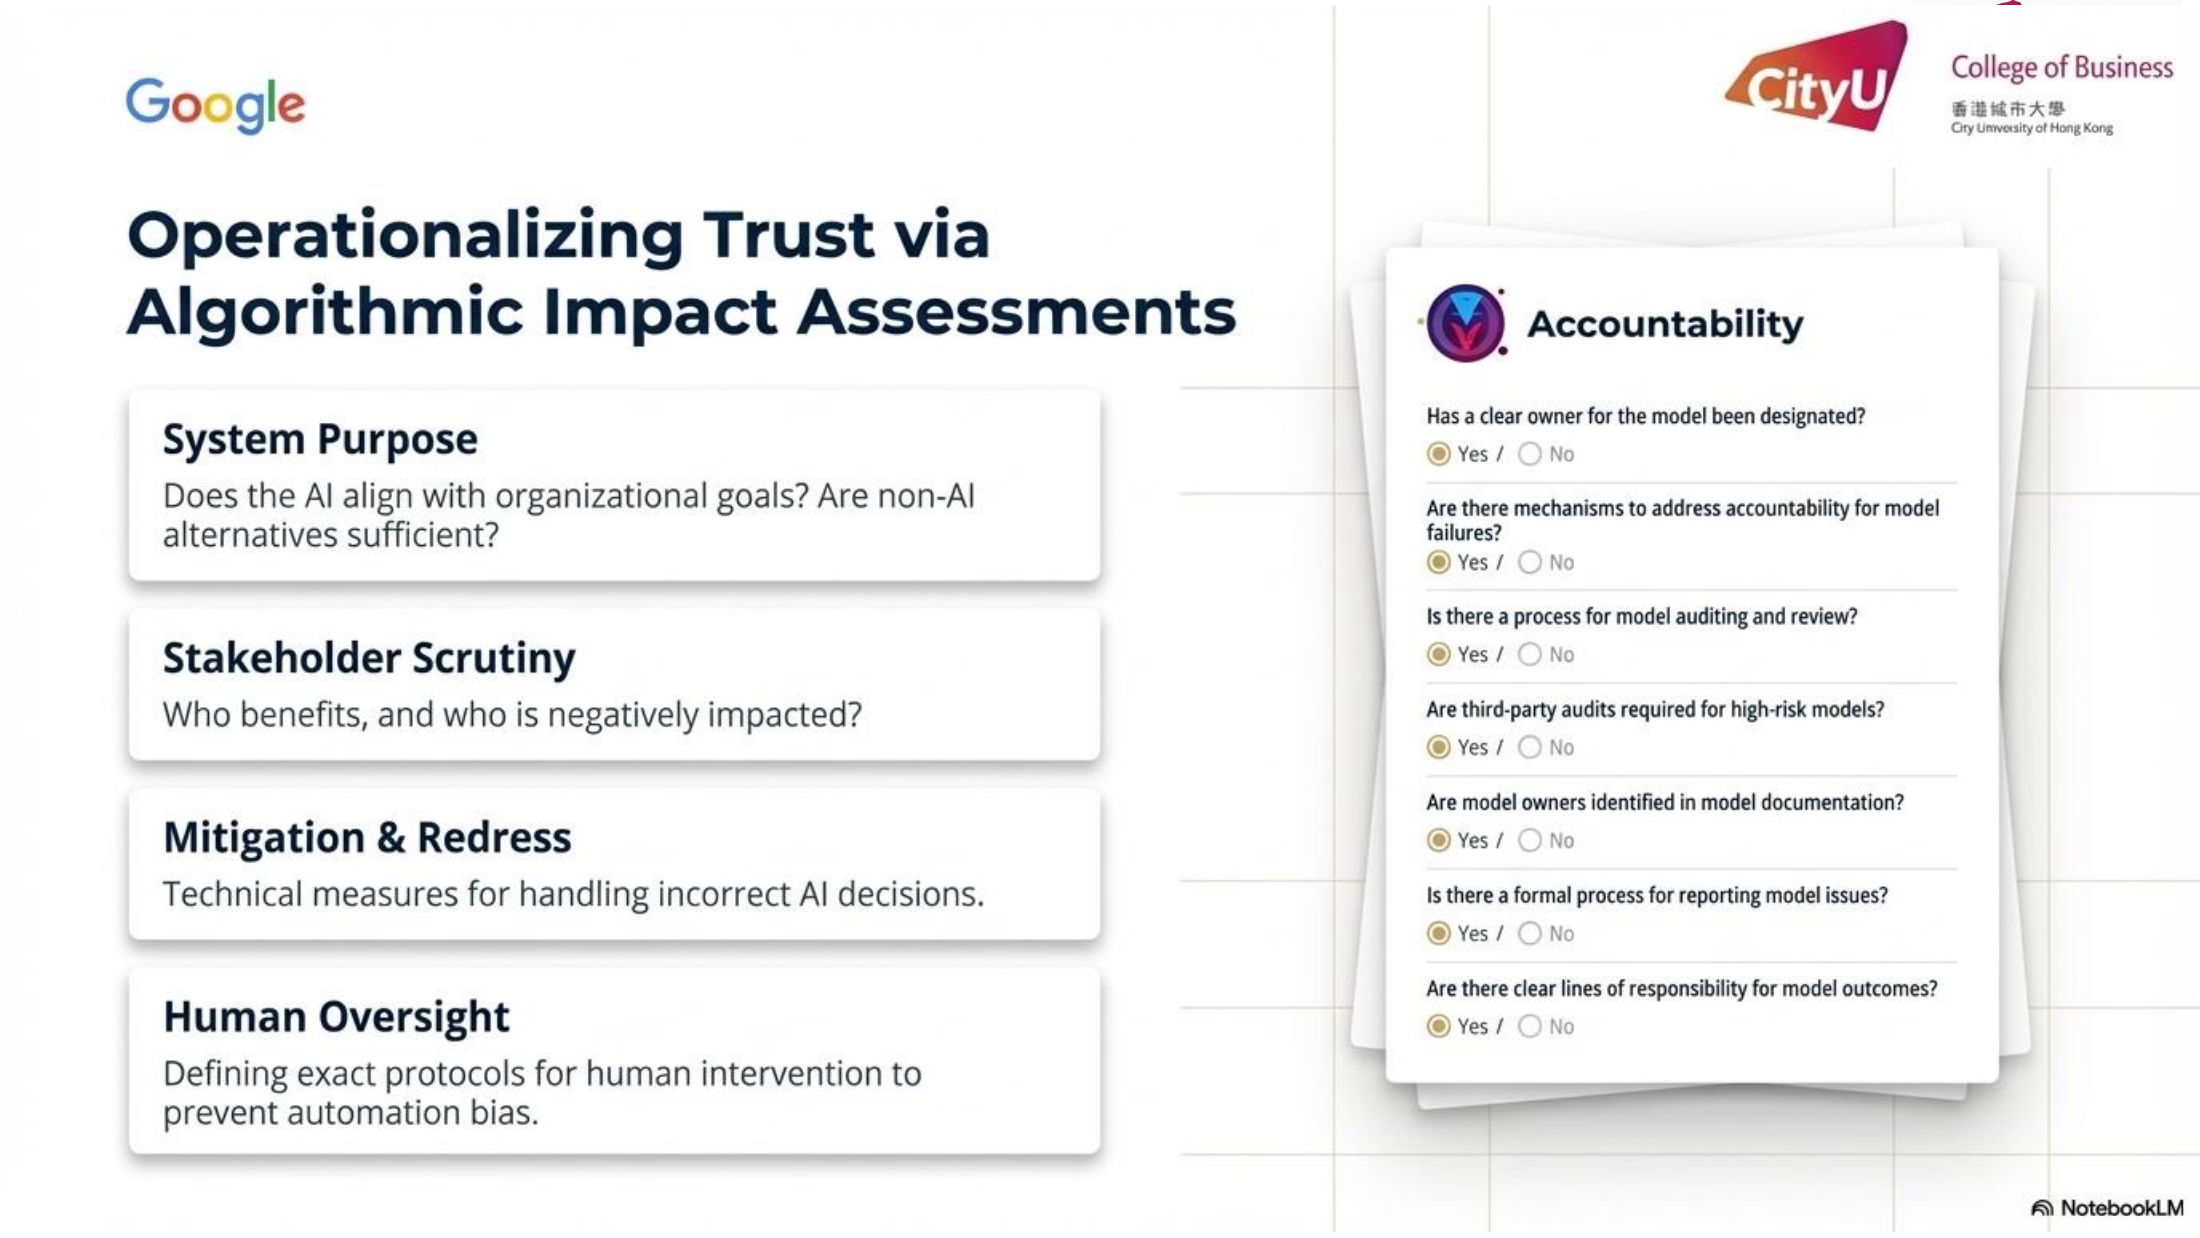 Google
CityU
College of Business
香港城市大學
City Umveɩsity of Hong Kong
Operationalizing Trust via
Algorithmic Impact Assessments
System Purpose
Does the AI align with organizational goals? Are non-AI
alternatives sufficient?
Stakeholder Scrutiny
Who benefits, and who is negatively impacted?
Mitigation & Redress
Technical measures for handling incorrect AI decisions.
Human Oversight
Defining exact protocols for human intervention to
prevent automation bias.
Accountability
Has a clear owner for the model been designated?
Yes / No
Are there mechanisms to address accountability for model
failures?
Yes / No
Is there a process for model auditing and review?
Yes / No
Are third-party audits required for high-risk models?
Yes / No
Are model owners identified in model documentation?
Yes / No
Is there a formal process for reporting model issues?
Yes / No
Are there clear lines of responsibility for model outcomes?
Yes / No
NotebookLM